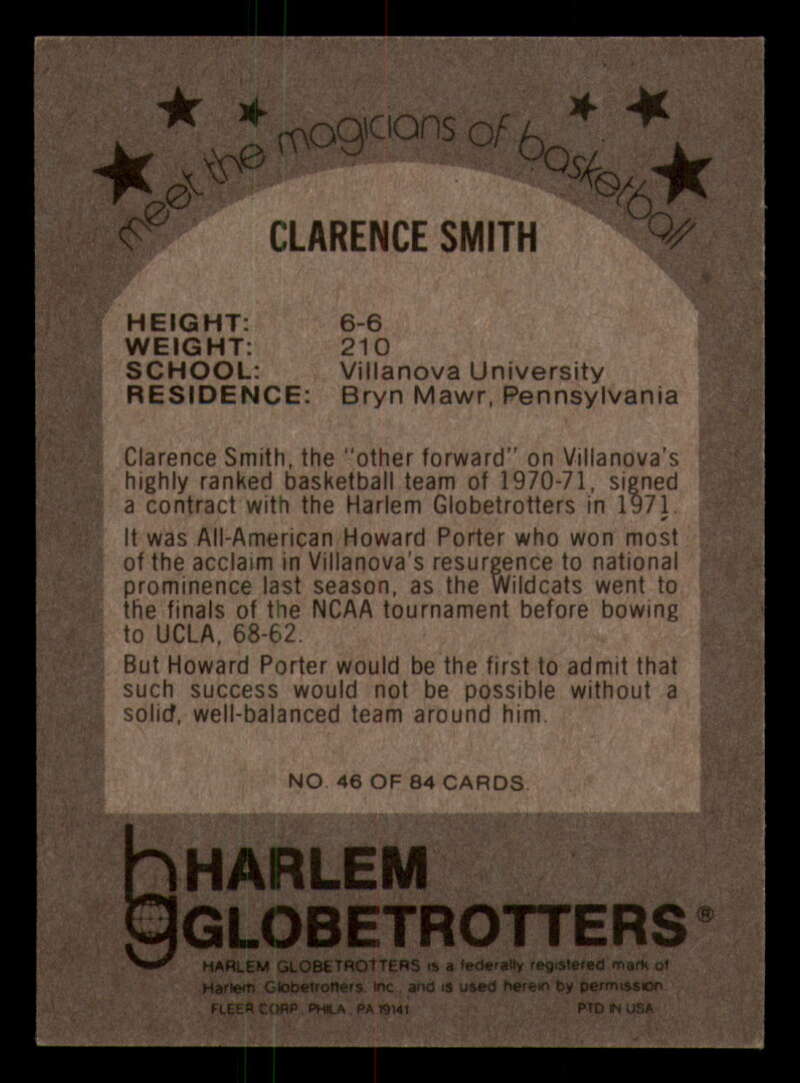 meet the magicians of basketball
CLARENCE SMITH
HEIGHT: 6-6
WEIGHT: 210
SCHOOL: Villanova University
RESIDENCE: Bryn Mawr, Pennsylvania
Clarence Smith, the "other forward" on Villanova's
highly ranked basketball team of 1970-71, signed
a contract with the Harlem Globetrotters in 1971.
It was All-American Howard Porter who won most
of the acclaim in Villanova's resurgence to national
prominence last season, as the Wildcats went to
the finals of the NCAA tournament before bowing
to UCLA, 68-62.
But Howard Porter would be the first to admit that
such success would not be possible without a
solid, well-balanced team around him.
NO. 46 OF 84 CARDS
hg HARLEM
GLOBETROTTERS®
HARLEM GLOBETROTTERS is a federally registered mark of
Harlem Globetrotters, Inc., and is used herein by permission.
FLEER CORP., PHILA., PA 19141 PTD IN USA